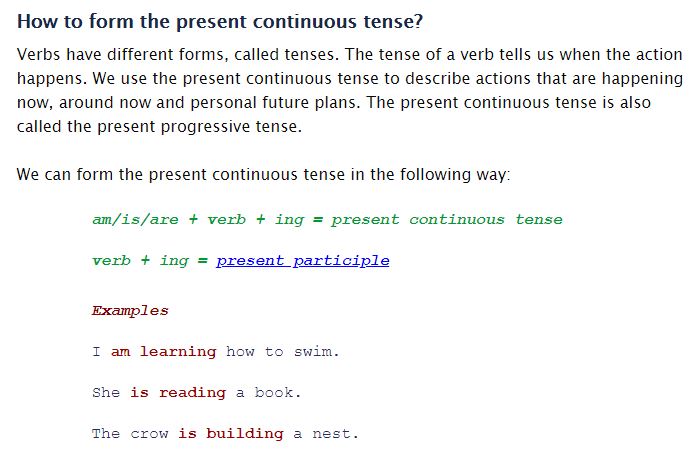 How to form the present continuous tense?
Verbs have different forms, called tenses. The tense of a verb tells us when the action
happens. We use the present continuous tense to describe actions that are happening
now, around now and personal future plans. The present continuous tense is also
called the present progressive tense.
We can form the present continuous tense in the following way:
am/is/are + verb + ing = present continuous tense
verb + ing = present participle
Examples
I am learning how to swim.
She is reading a book.
The crow is building a nest.